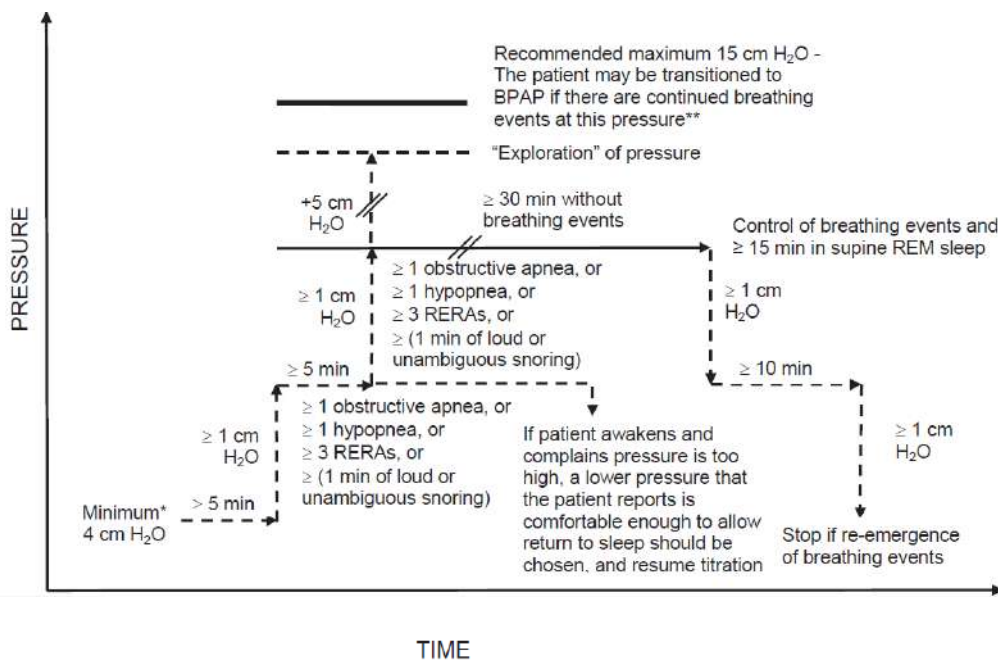 Recommended maximum 15 cm H₂O -
The patient may be transitioned to
BPAP if there are continued breathing
events at this pressure**
"Exploration" of pressure
+5 cm
H₂O
≥ 30 min without
breathing events
Control of breathing events and
≥ 15 min in supine REM sleep
≥ 1 cm
H₂O
≥ 1 obstructive apnea, or
≥ 1 hypopnea, or
≥ 3 RERAs, or
≥ (1 min of loud or
unambiguous snoring)
≥ 1 cm
H₂O
≥ 5 min
≥ 10 min
≥ 1 cm
H₂O
≥ 1 obstructive apnea, or
≥ 1 hypopnea, or
≥ 3 RERAs, or
≥ (1 min of loud or
unambiguous snoring)
If patient awakens and
complains pressure is too
high, a lower pressure that
the patient reports is
comfortable enough to allow
return to sleep should be
chosen, and resume titration
≥ 1 cm
H₂O
Minimum*
4 cm H₂O
> 5 min
Stop if re-emergence
of breathing events
PRESSURE
TIME